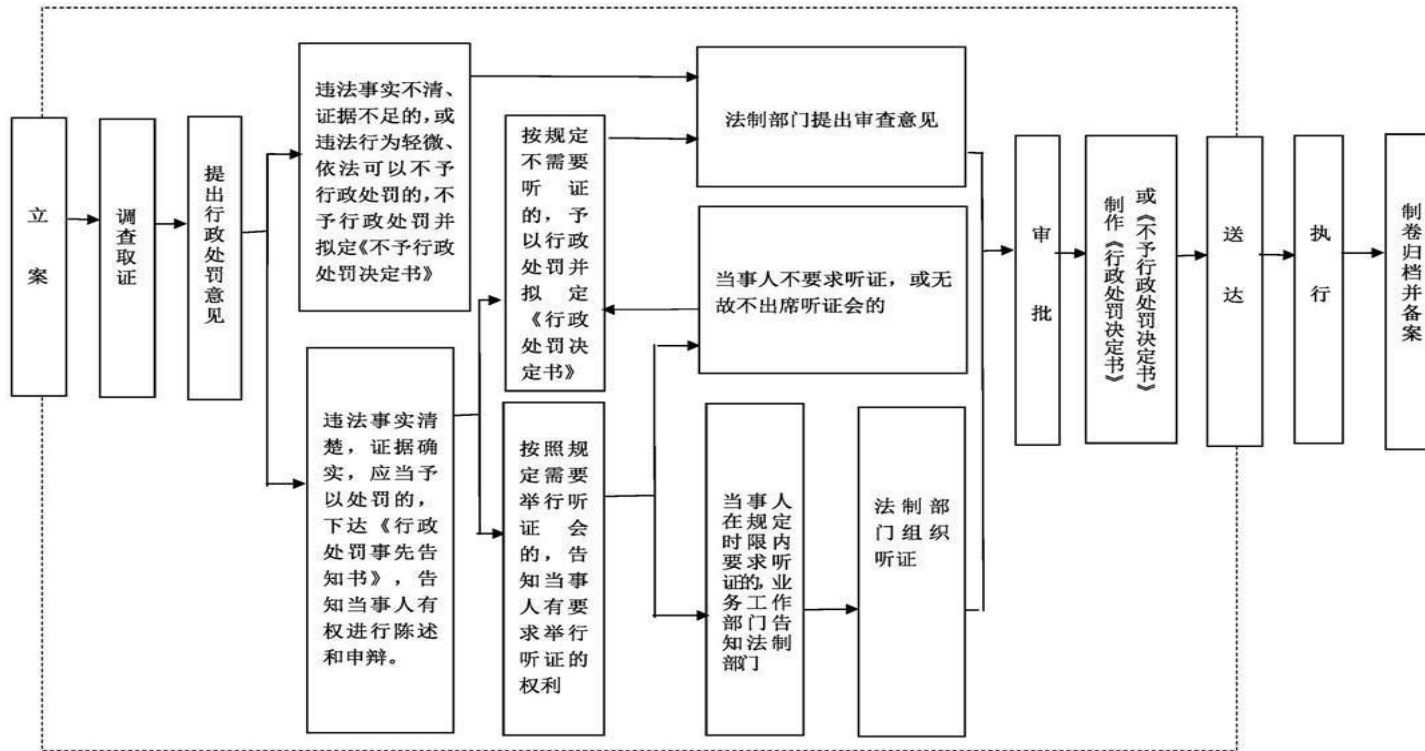 立
案
调查取证
提出行政处罚意见
违法事实不清、
证据不足的，或
违法行为轻微、
依法可以不予
行政处罚的，不
予行政处罚并
拟定《不予行政
处罚决定书》
违法事实清
楚，证据确
实，应当予
以处罚的，
下达《行政
处罚事先告
知书》，告
知当事人有
权进行陈述
和申辩。
按规定
不需要
听证
的，予
以行政
处罚并
拟定
《行政
处罚决
定书》
按照规
定需要
举行听
证会
的，告
知当事
人有要
求举行
听证的
权利
法制部门提出审查意见
当事人不要求听证，或无
故不出席听证会的
当事人
在规定
时限内
要求听
证的，业
务工作
部门告
知法制
部门
法制部
门组织
听证
审
批
制作《行政处罚决定书》
或《不予行政处罚决定书》
送
达
执
行
制卷归档并备案